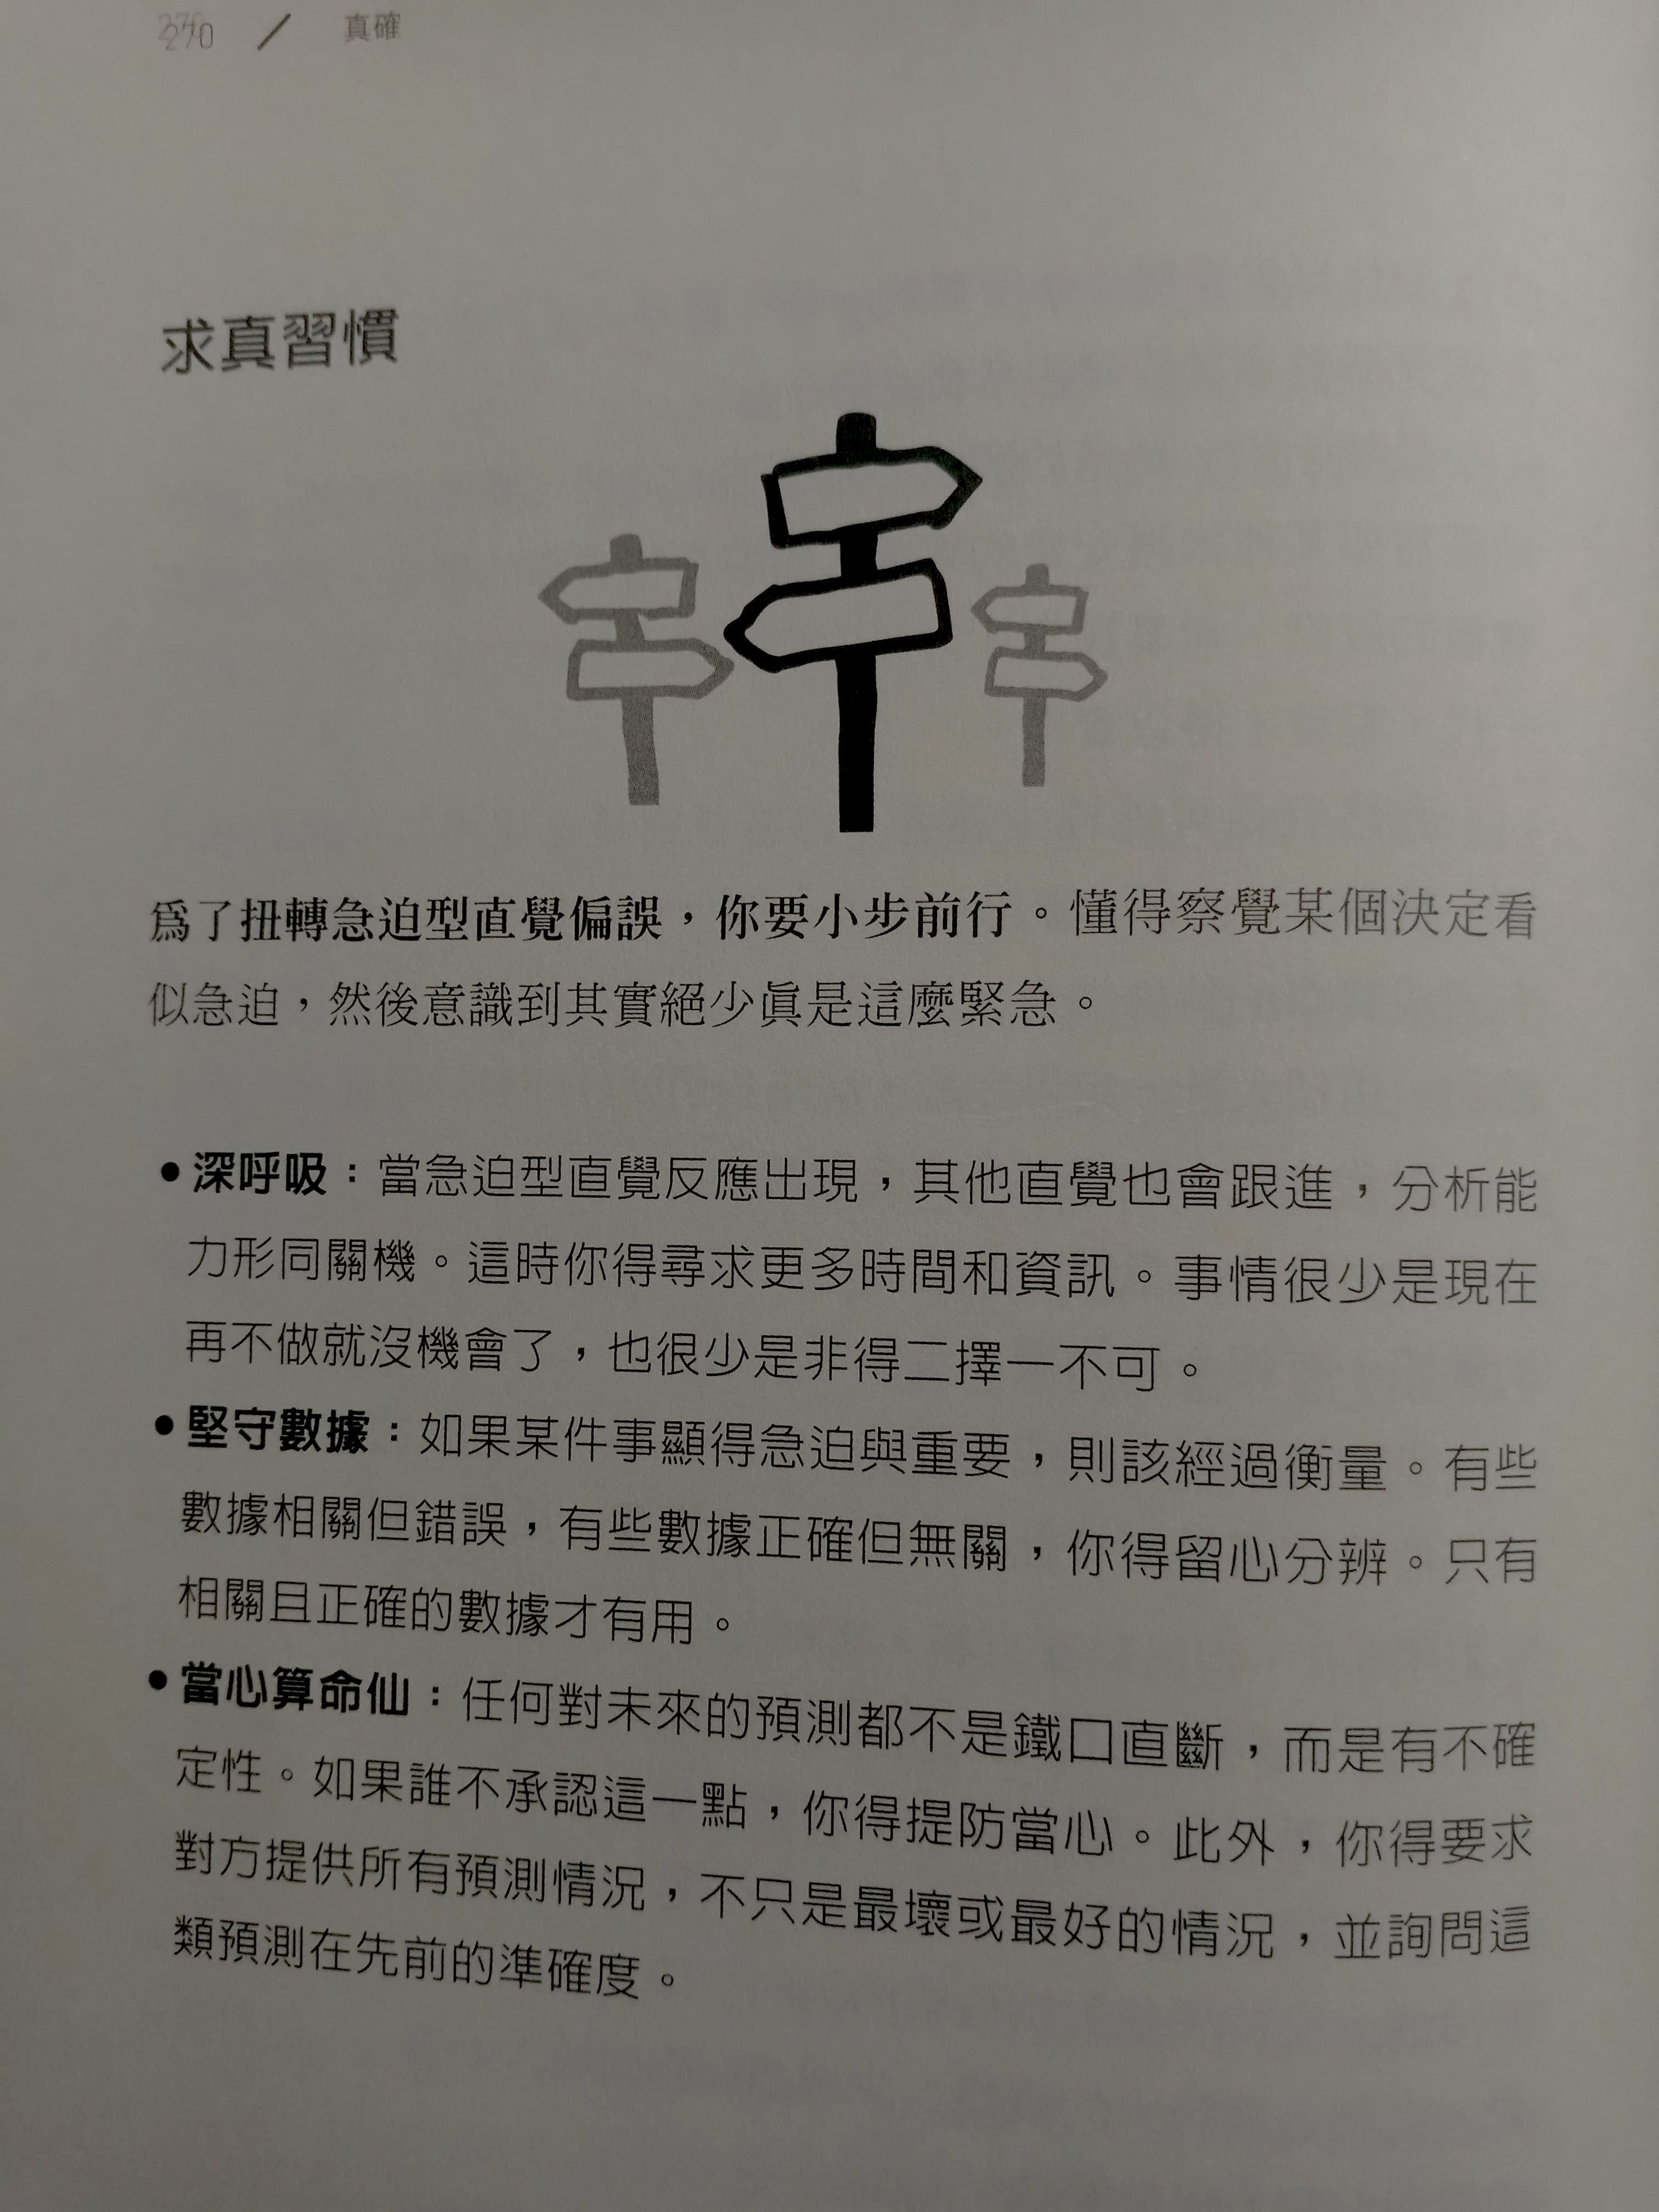 270 / 真確
求真習慣
爲了扭轉急迫型直覺偏誤，你要小步前行。懂得察覺某個決定看
似急迫，然後意識到其實絕少眞是這麼緊急。
•深呼吸：當急迫型直覺反應出現，其他直覺也會跟進，分析能
力形同關機。這時你得尋求更多時間和資訊。事情很少是現在
再不做就沒機會了，也很少是非得二擇一不可。
•堅守數據：如果某件事顯得急迫與重要，則該經過衡量。有些
數據相關但錯誤，有些數據正確但無關，你得留心分辨。只有
相關且正確的數據才有用。
•當心算命仙：任何對未來的預測都不是鐵口直斷，而是有不確
定性。如果誰不承認這一點，你得提防當心。此外，你得要求
對方提供所有預測情況，不只是最壞或最好的情況，並詢問這
類預測在先前的準確度。